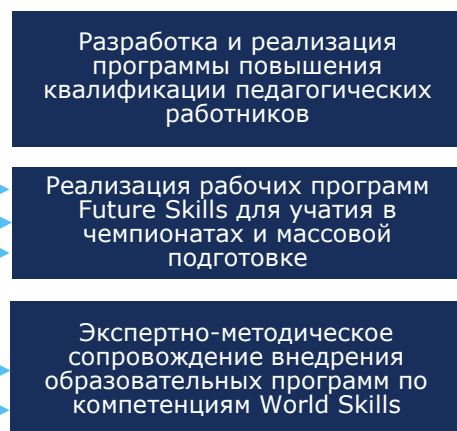 Разработка и реализация
программы повышения
квалификации педагогических
работников
Реализация рабочих программ
Future Skills для учатия в
чемпионатах и массовой
подготовке
Экспертно-методическое
сопровождение внедрения
образовательных программ по
компетенциям World Skills